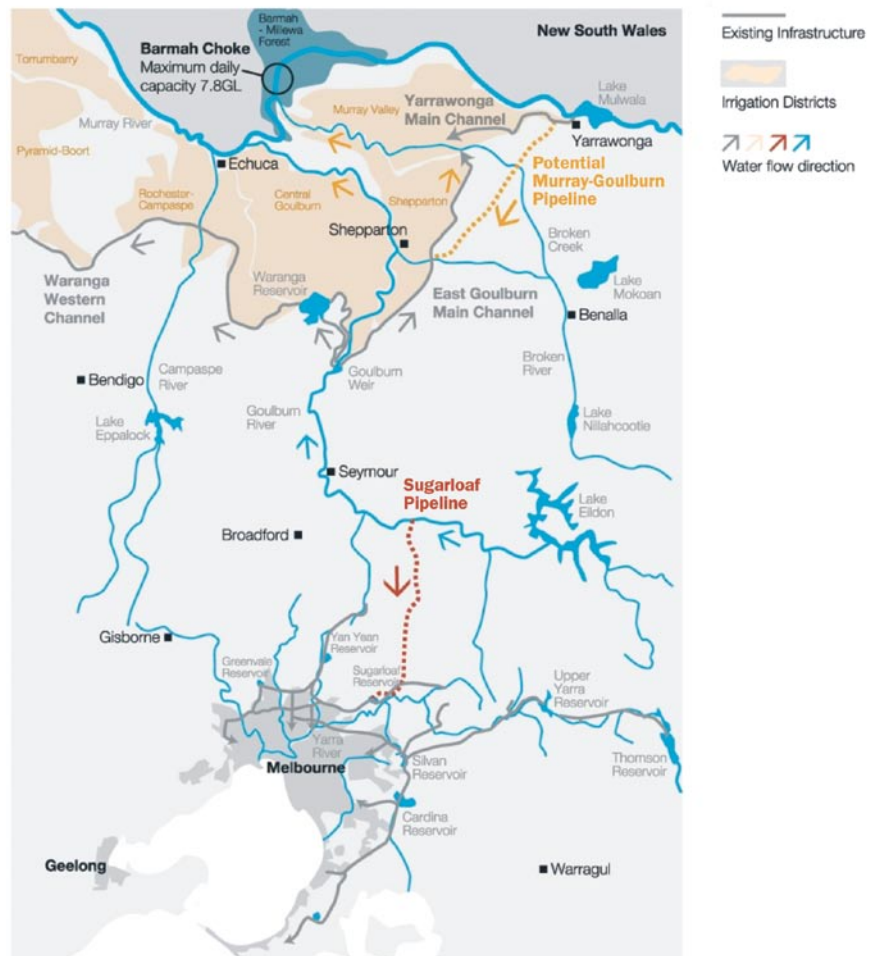 Barmah
- Milewa
Forest
New South Wales
Existing Infrastructure
Torrumbarry
Barmah Choke
Maximum daily
capacity 7.8GL
Irrigation Districts
Lake
Mulwala
Murray Valley
Yarrawonga
Main Channel
Murray River
Yarrawonga
Water flow direction
Pyramid-Boort
Echuca
Potential
Murray-Goulburn
Pipeline
Rochester-
Campaspe
Central
Goulburn
Shepparton
Shepparton
Broken
Creek
Waranga
Western
Channel
Waranga
Reservoir
East Goulburn
Main Channel
Lake
Mokoan
Benalla
Bendigo
Campaspe
River
Goulburn
Weir
Broken
River
Lake
Eppalock
Goulburn
River
Lake
Nillahcootie
Seymour
Sugarloaf
Pipeline
Lake
Eildon
Broadford
Gisborne
Yan Yean
Reservoir
Greenvale
Reservoir
Sugarloaf
Reservoir
Upper
Yarra
Reservoir
Yarra
River
Melbourne
Silvan
Reservoir
Thomson
Reservoir
Cardina
Reservoir
Geelong
Warragul